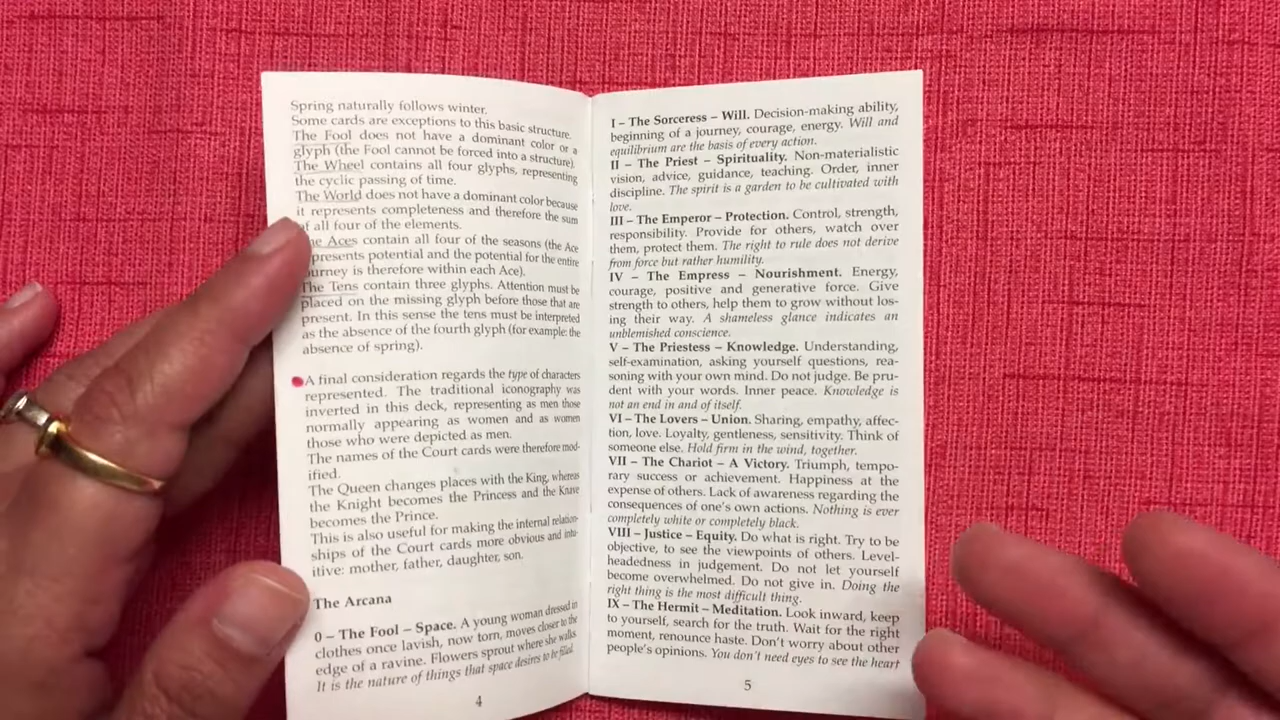 Spring naturally follows winter.
Some cards are exceptions to this basic structure.
The Fool does not have a dominant color or a
glyph (the Fool cannot be forced into a structure).
The Wheel contains all four glyphs, representing
the cyclic passing of time.
The World does not have a dominant color because
it represents completeness and therefore the sum
of all four of the elements.
The Aces contain all four of the seasons (the Ace
represents potential and the potential for the entire
journey is therefore within each Ace).
The Tens contain three glyphs. Attention must be
placed on the missing glyph before those that are
present. In this sense the tens must be interpreted
as the absence of the fourth glyph (for example: the
absence of spring).
A final consideration regards the type of characters
represented. The traditional iconography was
inverted in this deck, representing as men those
normally appearing as women and as women
those who were depicted as men.
The names of the Court cards were therefore mod-
ified.
The Queen changes places with the King, whereas
the Knight becomes the Princess and the Knave
becomes the Prince.
This is also useful for making the internal relation-
ships of the Court cards more obvious and intu-
itive: mother, father, daughter, son.
The Arcana
0 – The Fool – Space. A young woman dressed in
clothes once lavish, now torn, moves closer to the
edge of a ravine. Flowers sprout where she walks.
It is the nature of things that space desires to be filled.
4
I – The Sorceress – Will. Decision-making ability,
beginning of a journey, courage, energy. Will and
equilibrium are the basis of every action.
II – The Priest – Spirituality. Non-materialistic
vision, advice, guidance, teaching. Order, inner
discipline. The spirit is a garden to be cultivated with
love.
III – The Emperor – Protection. Control, strength,
responsibility. Provide for others, watch over
them, protect them. The right to rule does not derive
from force but rather humility.
IV – The Empress – Nourishment. Energy,
courage, positive and generative force. Give
strength to others, help them to grow without los-
ing their way. A shameless glance indicates an
unblemished conscience.
V – The Priestess – Knowledge. Understanding,
self-examination, asking yourself questions, rea-
soning with your own mind. Do not judge. Be pru-
dent with your words. Inner peace. Knowledge is
not an end in and of itself.
VI – The Lovers – Union. Sharing, empathy, affec-
tion, love. Loyalty, gentleness, sensitivity. Think of
someone else. Hold firm in the wind, together.
VII – The Chariot – A Victory. Triumph, tempo-
rary success or achievement. Happiness at the
expense of others. Lack of awareness regarding the
consequences of one's own actions. Nothing is ever
completely white or completely black.
VIII – Justice – Equity. Do what is right. Try to be
objective, to see the viewpoints of others. Level-
headedness in judgement. Do not let yourself
become overwhelmed. Do not give in. Doing the
right thing is the most difficult thing.
IX – The Hermit – Meditation. Look inward, keep
to yourself, search for the truth. Wait for the right
moment, renounce haste. Don't worry about other
people's opinions. You don't need eyes to see the heart
5